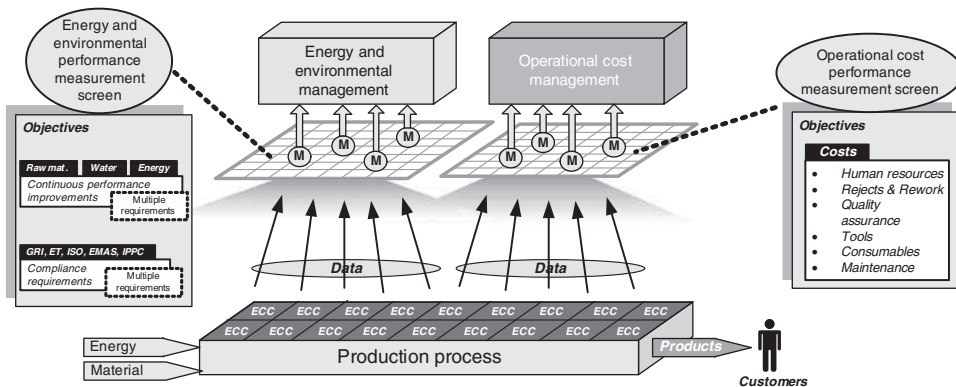 Energy and
environmental
performance
measurement
screen
Objectives
Raw mat. Water Energy
Continuous performance
improvements
Multiple
requirements
GRI, ET, ISO, EMAS, IPPC
Compliance
requirements
Multiple
requirements
Energy and
environmental
management
Operational cost
management
M M M M
M M M M
Operational cost
performance
measurement screen
Objectives
Costs
• Human resources
• Rejects & Rework
• Quality
assurance
• Tools
• Consumables
• Maintenance
Data Data
ECC ECC ECC ECC ECC ECC ECC ECC ECC
ECC ECC ECC ECC ECC ECC ECC ECC ECC
Energy
Material
Production process
Products
Customers